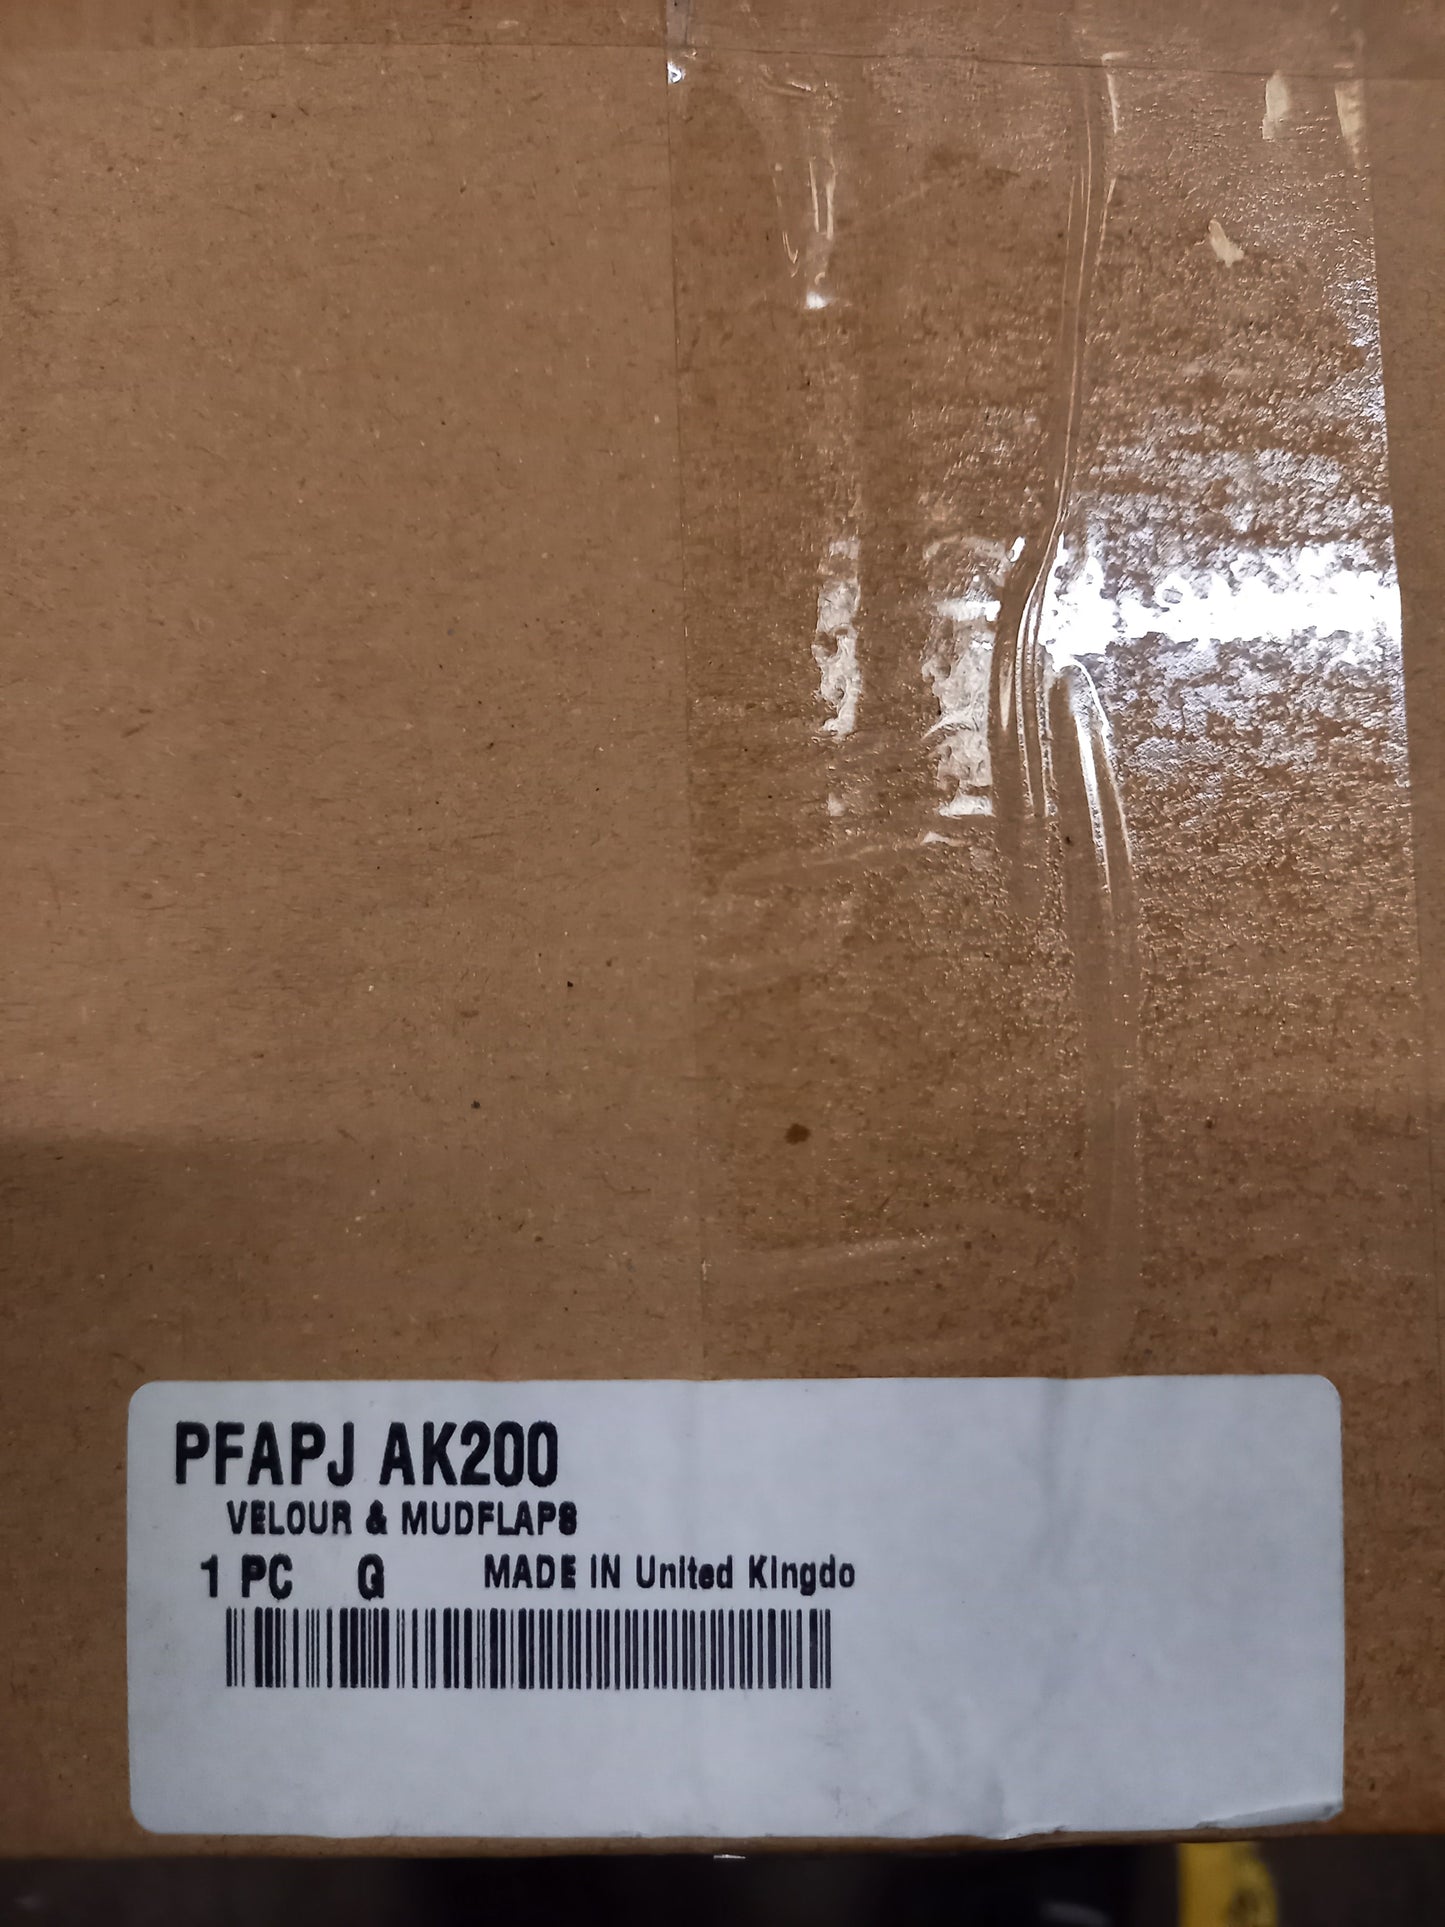 PFAPJ AK200
VELOUR & MUDFLAPS
1 PC G MADE IN United Kingdo